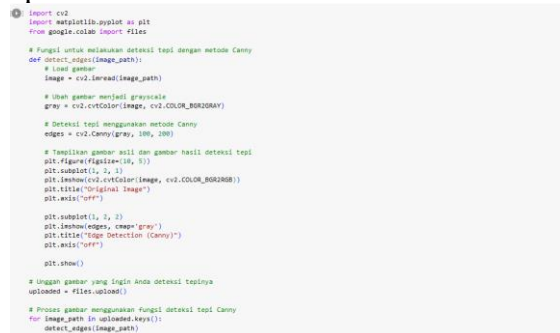 import cv2
import matplotlib.pyplot as plt
from google.colab import files

# Fungsi untuk melakukan deteksi tepi dengan metode Canny
def detect_edges(image_path):
    # Load gambar
    image = cv2.imread(image_path)

    # Ubah gambar menjadi grayscale
    gray = cv2.cvtColor(image, cv2.COLOR_BGR2GRAY)

    # Deteksi tepi menggunakan metode Canny
    edges = cv2.Canny(gray, 100, 200)

    # Tampilkan gambar asli dan gambar hasil deteksi tepi
    plt.figure(figsize=(10, 5))
    plt.subplot(1, 2, 1)
    plt.imshow(cv2.cvtColor(image, cv2.COLOR_BGR2RGB))
    plt.title("Original Image")
    plt.axis("off")

    plt.subplot(1, 2, 2)
    plt.imshow(edges, cmap='gray')
    plt.title("Edge Detection (Canny)")
    plt.axis("off")

    plt.show()

# Unggah gambar yang ingin Anda deteksi tepinya
uploaded = files.upload()

# Proses gambar menggunakan fungsi deteksi tepi Canny
for image_path in uploaded.keys():
    detect_edges(image_path)